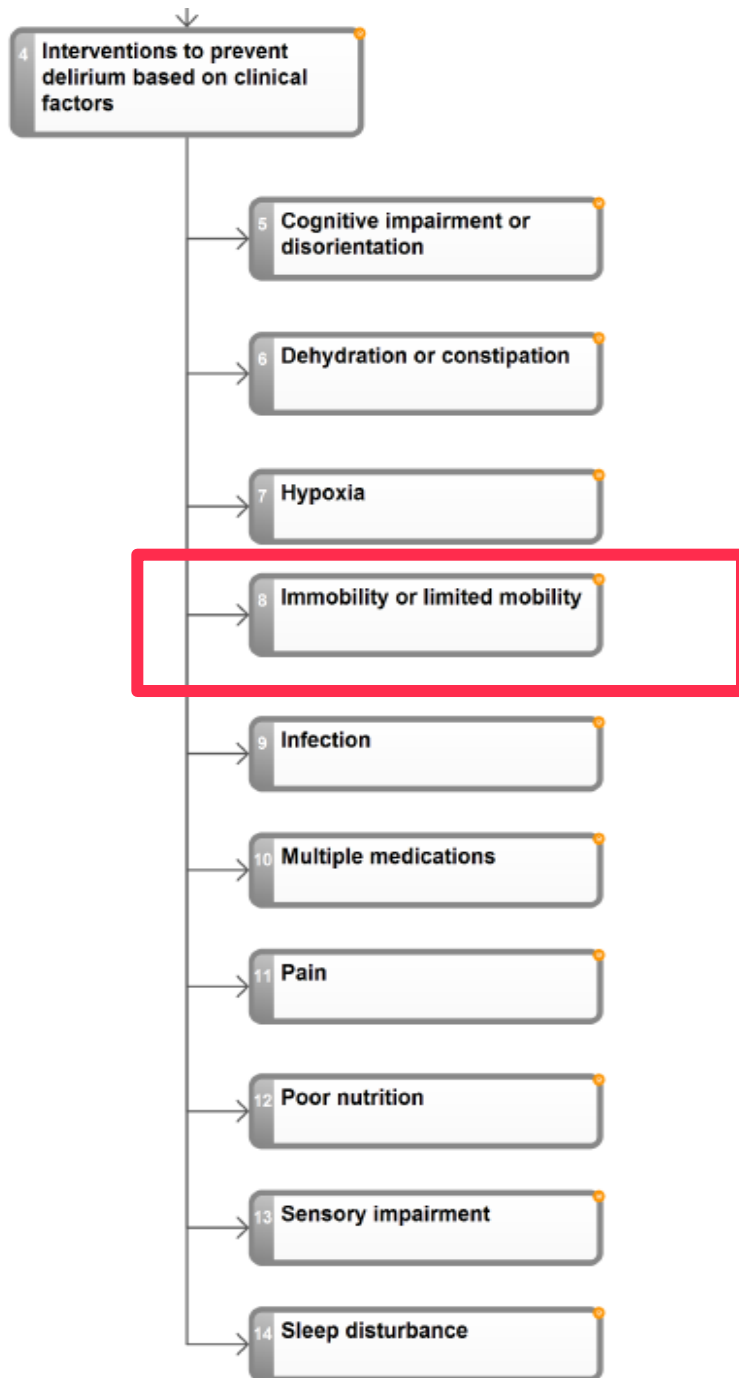 4 Interventions to prevent
delirium based on clinical
factors
5 Cognitive impairment or
disorientation
6 Dehydration or constipation
7 Hypoxia
8 Immobility or limited mobility
9 Infection
10 Multiple medications
11 Pain
12 Poor nutrition
13 Sensory impairment
14 Sleep disturbance